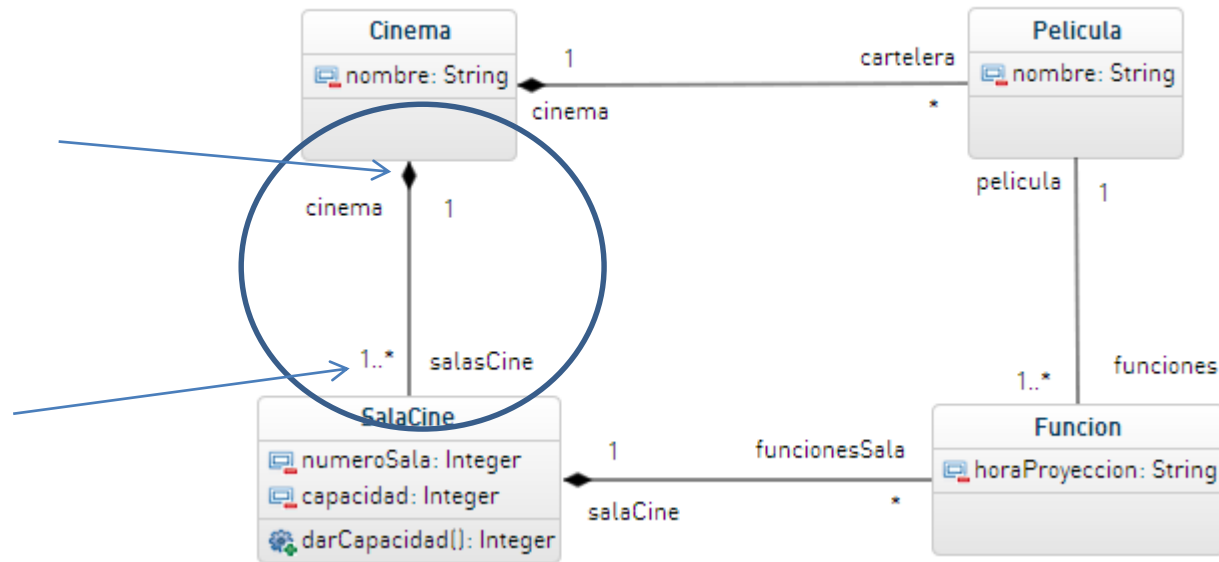 Cinema
nombre: String
1
cartelera
cinema
*
Pelicula
nombre: String
cinema
1
pelicula
1
1..*
salasCine
1..*
funciones
SalaCine
numeroSala: Integer
capacidad: Integer
darCapacidad(): Integer
1
funcionesSala
salaCine
*
Funcion
horaProyeccion: String